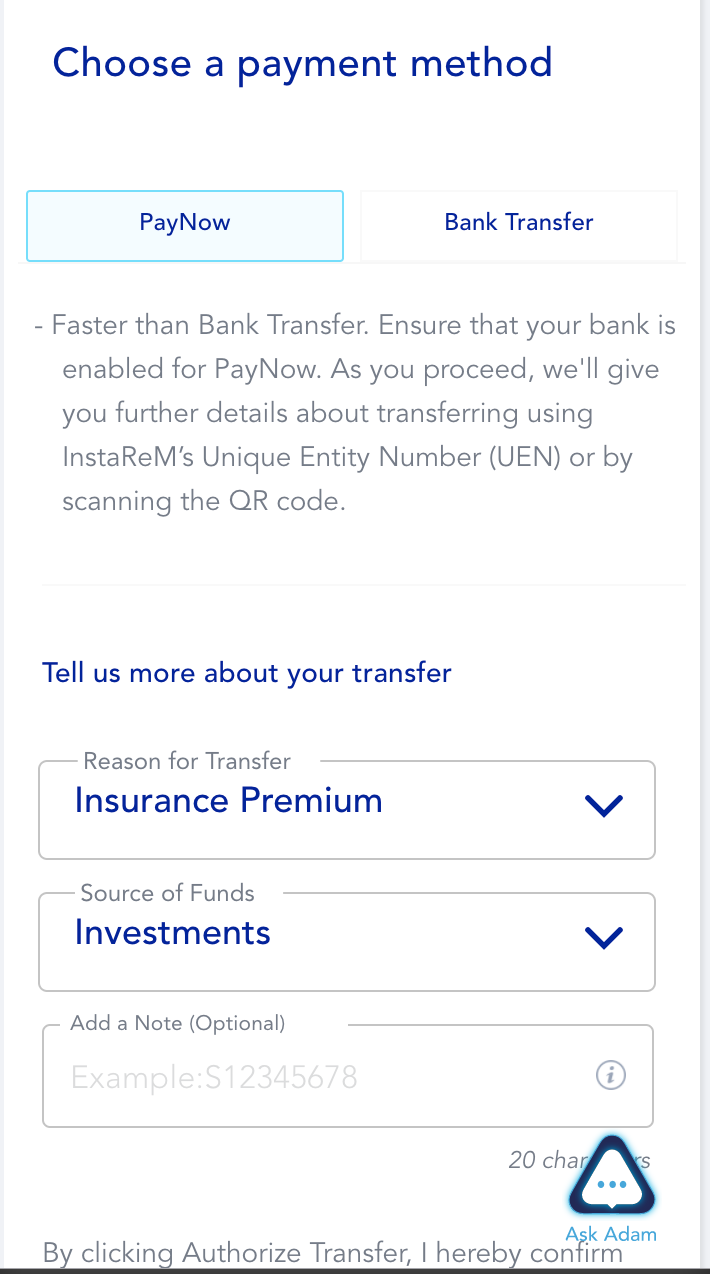 Choose a payment method
PayNow
Bank Transfer
- Faster than Bank Transfer. Ensure that your bank is
enabled for PayNow. As you proceed, we'll give
you further details about transferring using
InstaReM’s Unique Entity Number (UEN) or by
scanning the QR code.
Tell us more about your transfer
Reason for Transfer
Insurance Premium
Source of Funds
Investments
Add a Note (Optional)
Example:S12345678
20
Ask Adam
By clicking Authorize Transfer, I hereby confirm